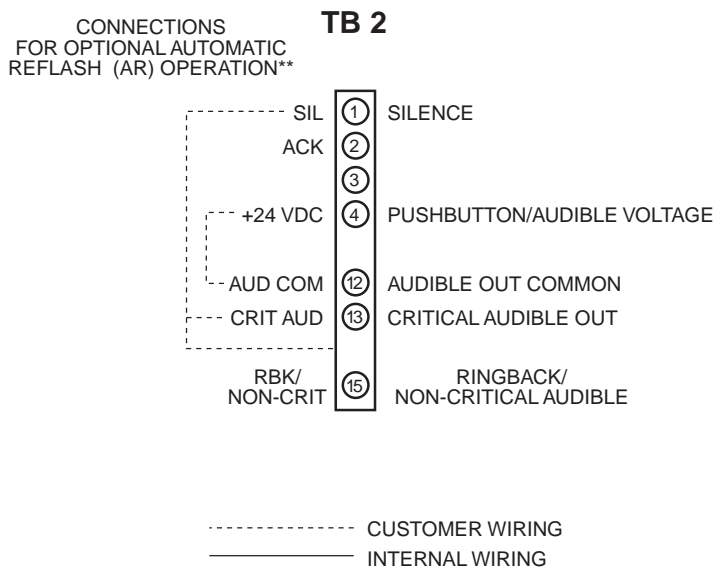 CONNECTIONS
FOR OPTIONAL AUTOMATIC
REFLASH (AR) OPERATION**
TB 2
SIL 1 SILENCE
ACK 2
3
+24 VDC 4 PUSHBUTTON/AUDIBLE VOLTAGE
AUD COM 12 AUDIBLE OUT COMMON
CRIT AUD 13 CRITICAL AUDIBLE OUT
RBK/
NON-CRIT
15
RINGBACK/
NON-CRITICAL AUDIBLE
CUSTOMER WIRING
INTERNAL WIRING